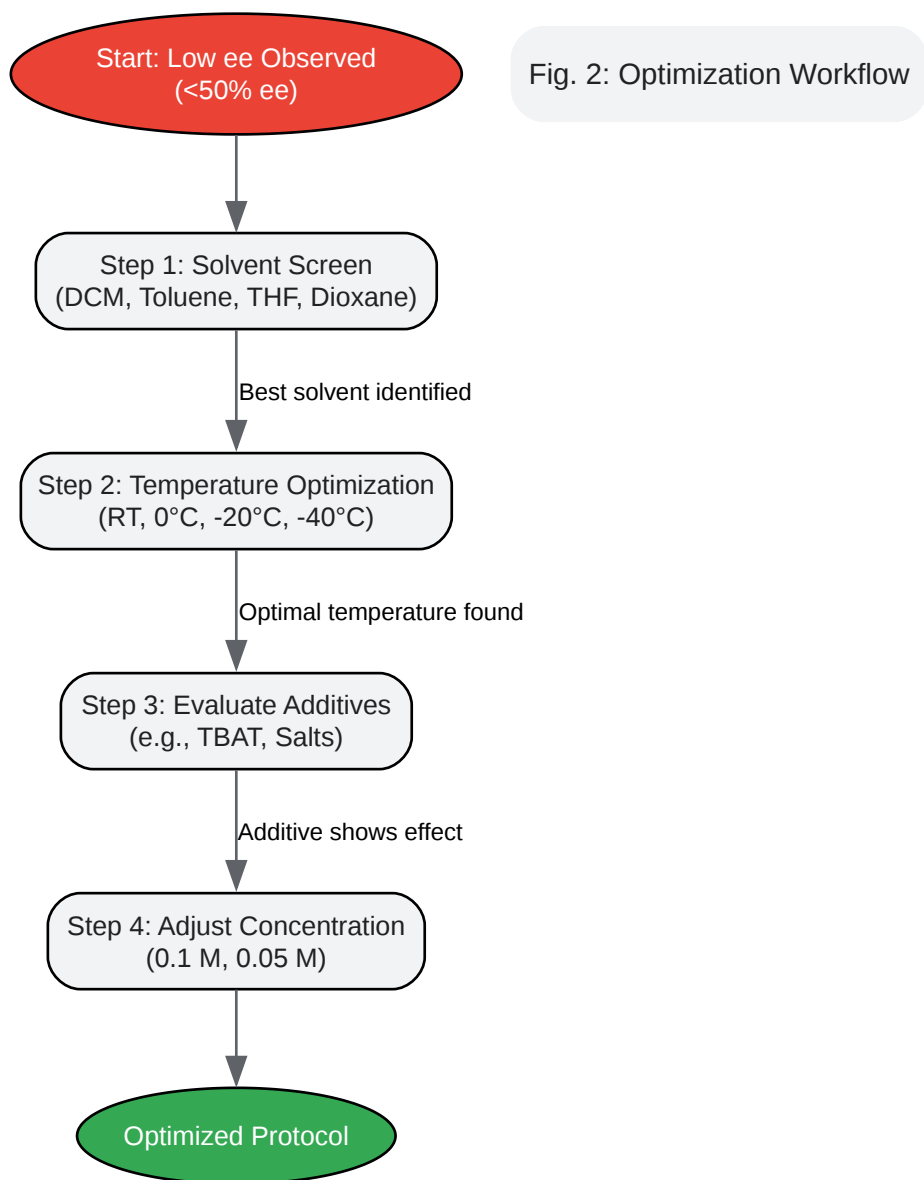 Start: Low ee Observed
(<50% ee)
Fig. 2: Optimization Workflow
Step 1: Solvent Screen
(DCM, Toluene, THF, Dioxane)
Best solvent identified
Step 2: Temperature Optimization
(RT, 0°C, -20°C, -40°C)
Optimal temperature found
Step 3: Evaluate Additives
(e.g., TBAT, Salts)
Additive shows effect
Step 4: Adjust Concentration
(0.1 M, 0.05 M)
Optimized Protocol